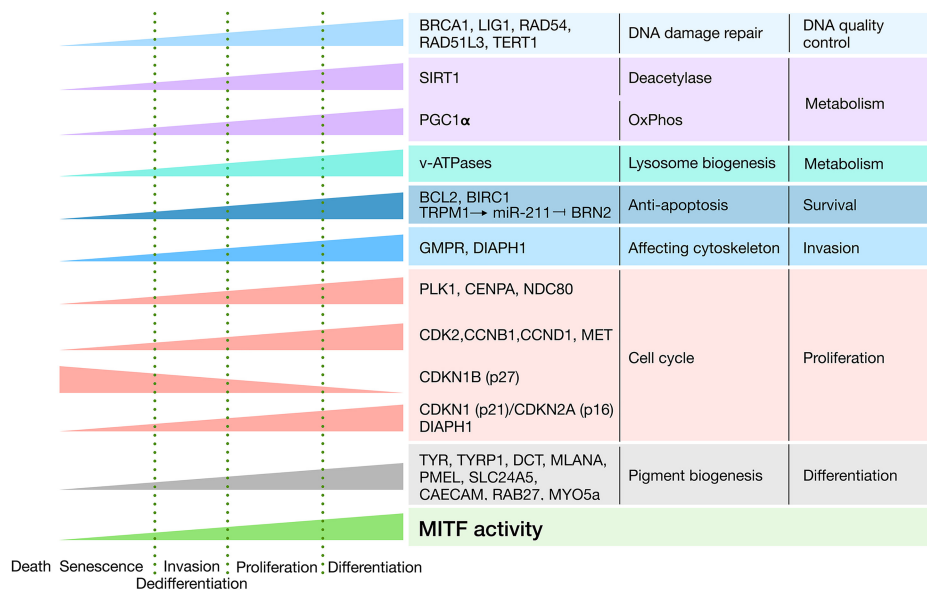 BRCA1, LIG1, RAD54,
RAD51L3, TERT1
DNA damage repair
DNA quality
control
SIRT1
Deacetylase
Metabolism
PGC1α
OxPhos
v-ATPases
Lysosome biogenesis
Metabolism
BCL2, BIRC1
TRPM1→ miR-211⊣ BRN2
Anti-apoptosis
Survival
GMPR, DIAPH1
Affecting cytoskeleton
Invasion
PLK1, CENPA, NDC80
CDK2,CCNB1,CCND1, MET
CDKN1B (p27)
CDKN1 (p21)/CDKN2A (p16)
DIAPH1
Cell cycle
Proliferation
TYR, TYRP1, DCT, MLANA,
PMEL, SLC24A5,
CAECAM, RAB27, MYO5a
Pigment biogenesis
Differentiation
MITF activity
Death Senescence Invasion Proliferation Differentiation
Dedifferentiation